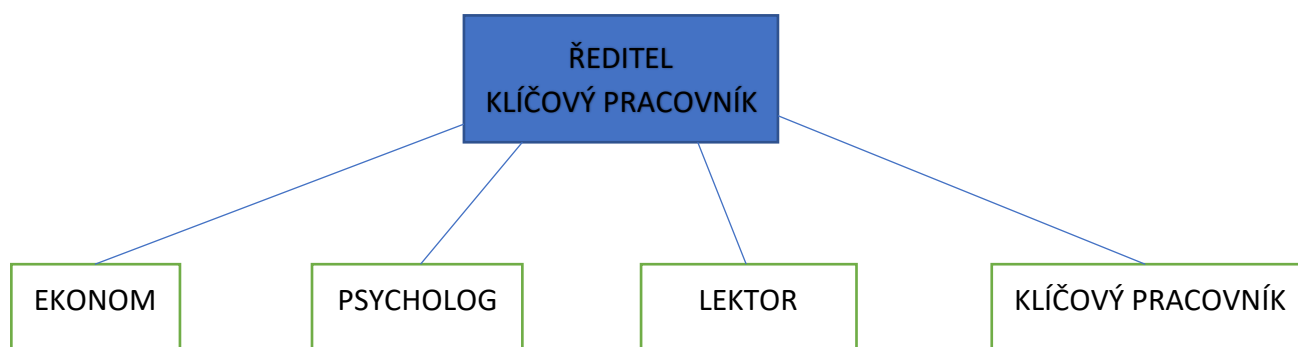 ŘEDITEL
KLÍČOVÝ PRACOVNÍK
EKONOM
PSYCHOLOG
LEKTOR
KLÍČOVÝ PRACOVNÍK